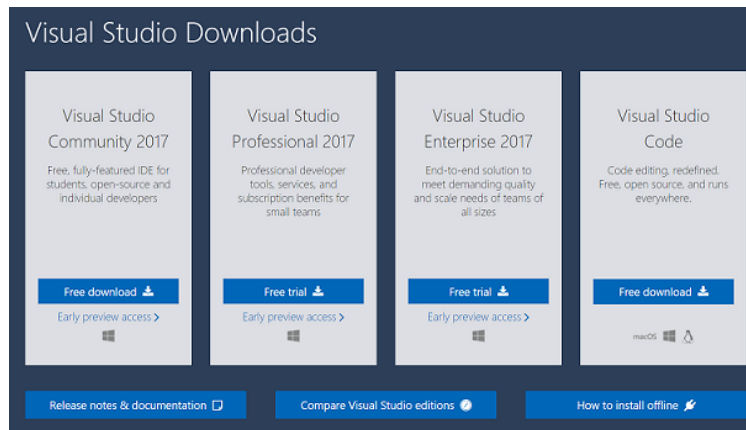 Visual Studio Downloads
Visual Studio
Community 2017
Free, fully-featured IDE for
students, open-source and
individual developers
Free download
Early preview access
Visual Studio
Professional 2017
Professional developer
tools, services, and
subscription benefits for
small teams
Free trial
Early preview access
Visual Studio
Enterprise 2017
End-to-end solution to
meet demanding quality
and scale needs of teams of
all sizes
Free trial
Early preview access
Visual Studio
Code
Code editing, redefined.
Free, open source, and runs
everywhere.
Free download
macOS
Release notes & documentation
Compare Visual Studio editions
How to install offline